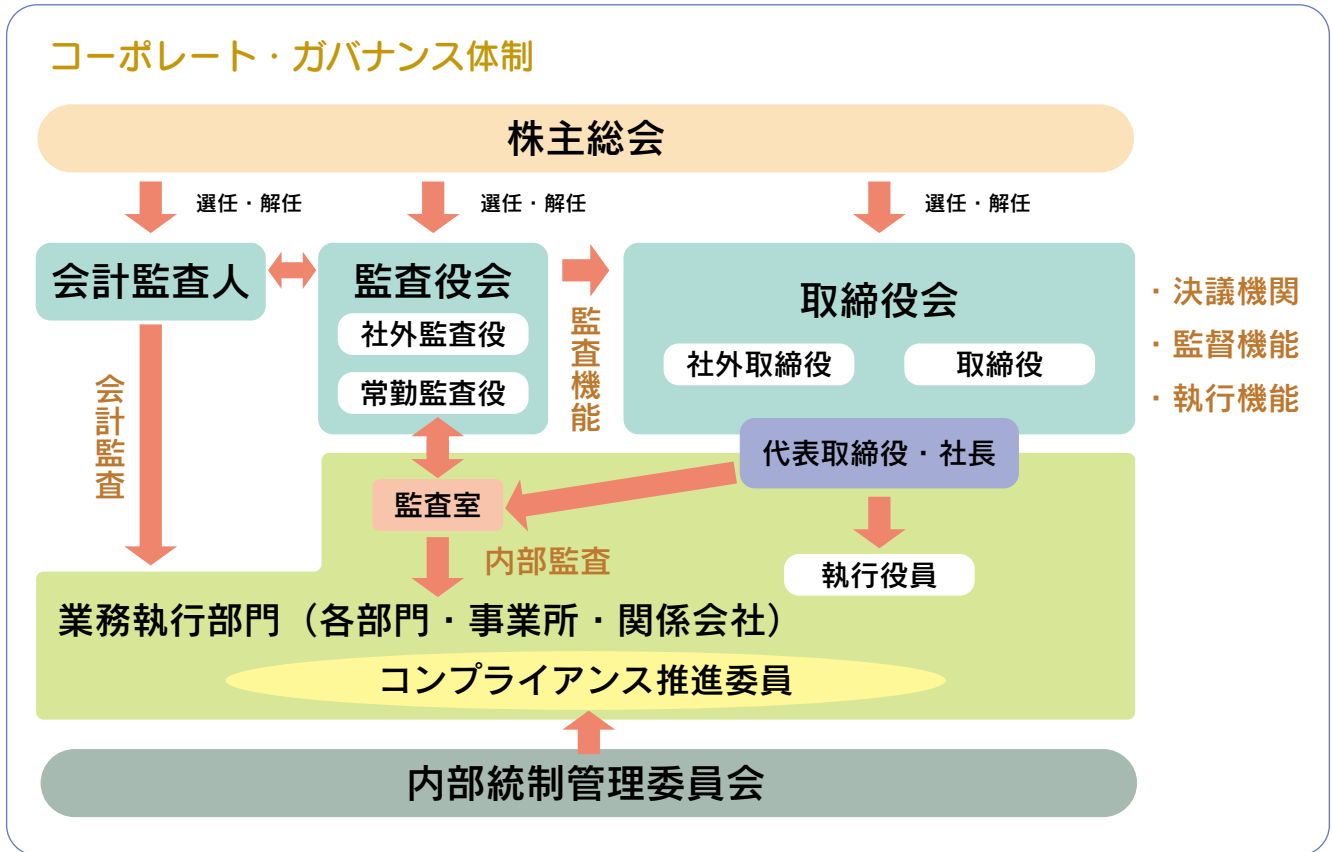 コーポレート・ガバナンス体制
株主総会
選任・解任
選任・解任
選任・解任
会計監査人
監査役会
社外監査役
常勤監査役
監査機能
取締役会
社外取締役
取締役
・決議機関
・監督機能
・執行機能
会計監査
代表取締役・社長
監査室
内部監査
執行役員
業務執行部門（各部門・事業所・関係会社）
コンプライアンス推進委員
内部統制管理委員会